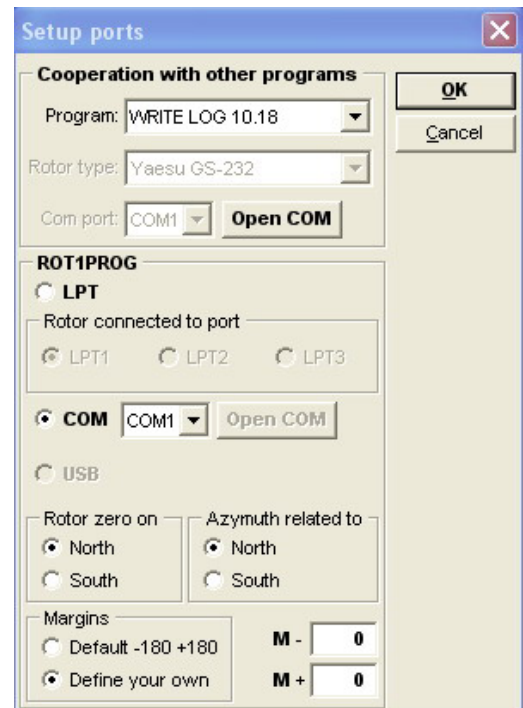 Setup ports
Cooperation with other programs
OK
Program: WRITE LOG 10.18
Cancel
Rotor type: Yaesu GS-232
Com port: COM1 Open COM
ROT1PROG
LPT
Rotor connected to port
LPT1 LPT2 LPT3
COM COM1 Open COM
USB
Rotor zero on Azymuth related to
North North
South South
Margins
Default -180 +180 M - 0
Define your own M + 0